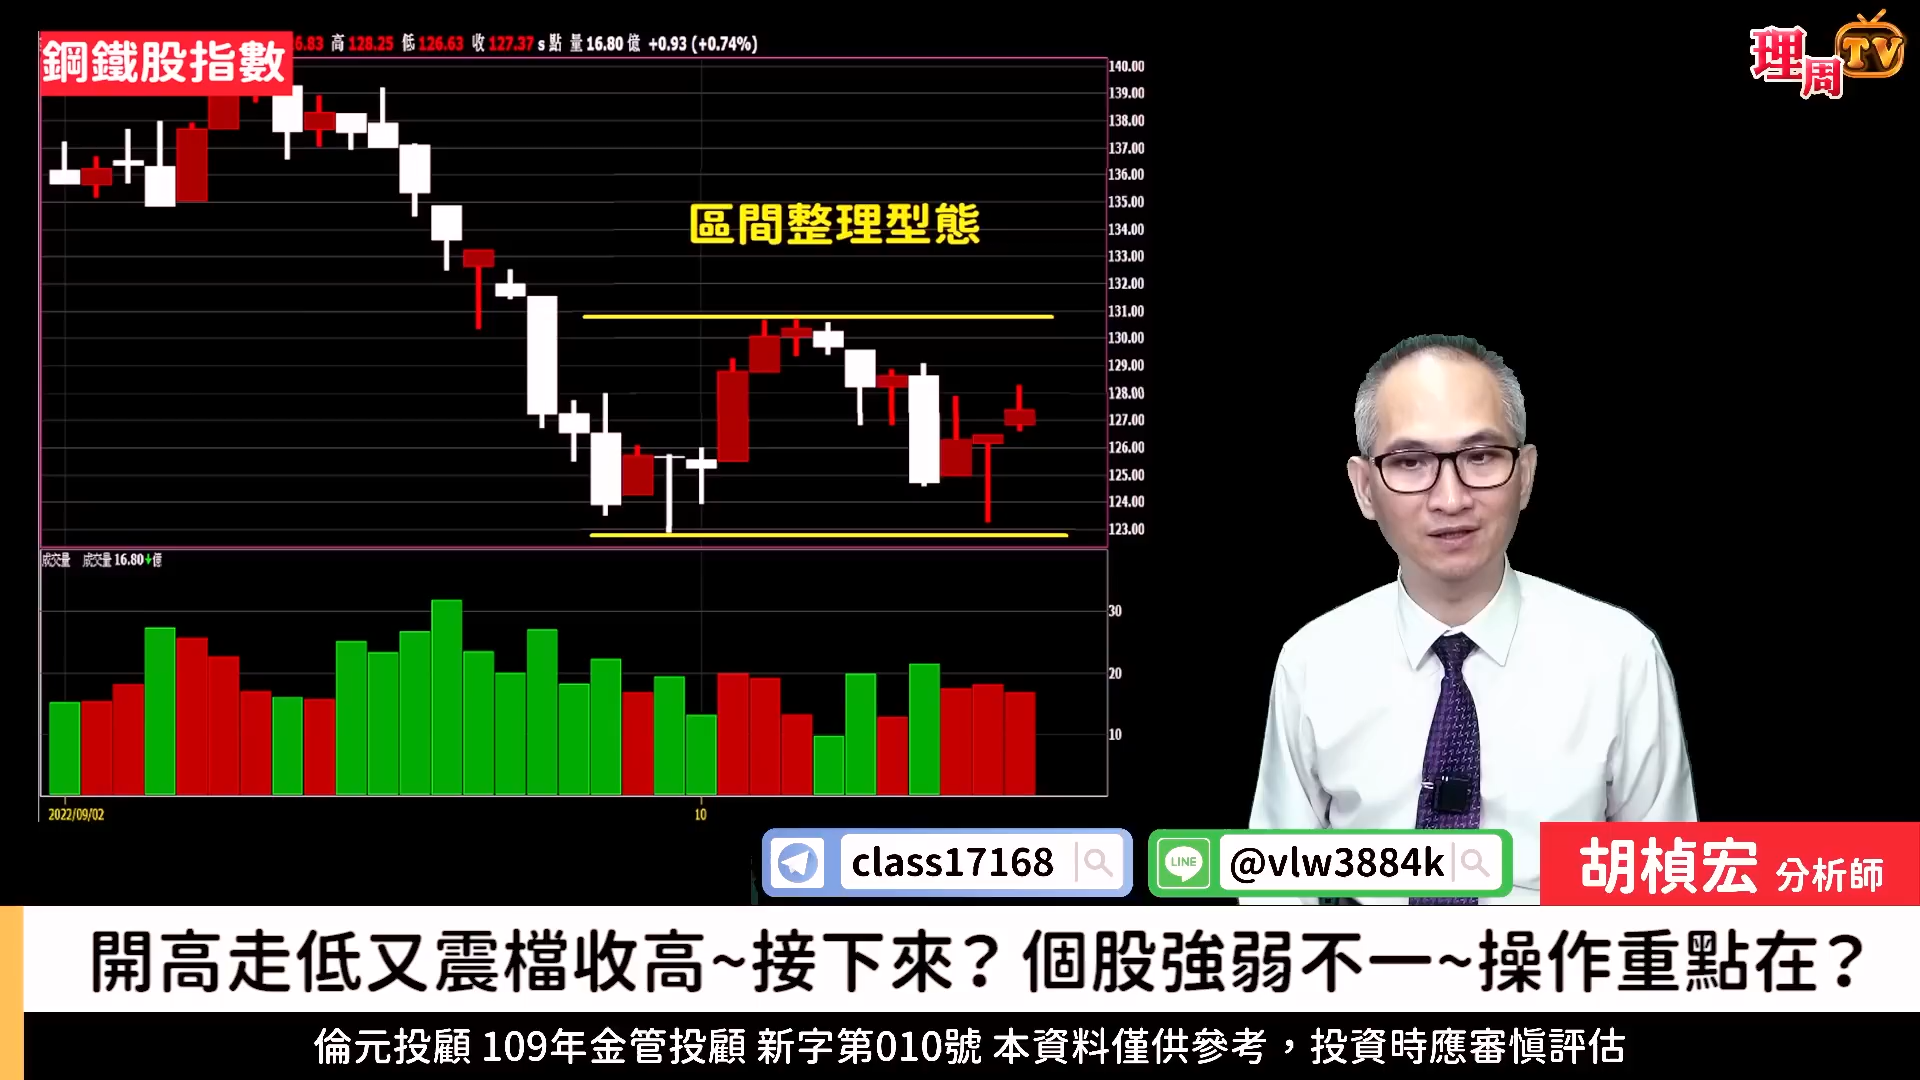 鋼鐵股指數
6.83 高 128.25 低 126.63 收 127.37 s 點 量 16.80 億 +0.93 (+0.74%)
理周TV
140.00
139.00
138.00
137.00
136.00
135.00
134.00
133.00
132.00
131.00
130.00
129.00
128.00
127.00
126.00
125.00
124.00
123.00
區間整理型態
成交量 成交量 16.80↓億
30
20
10
2022/09/02
10
class17168
LINE
@vlw3884k
胡楨宏 分析師
開高走低又震檔收高~接下來? 個股強弱不一~操作重點在?
倫元投顧 109年金管投顧 新字第010號 本資料僅供參考，投資時應審慎評估